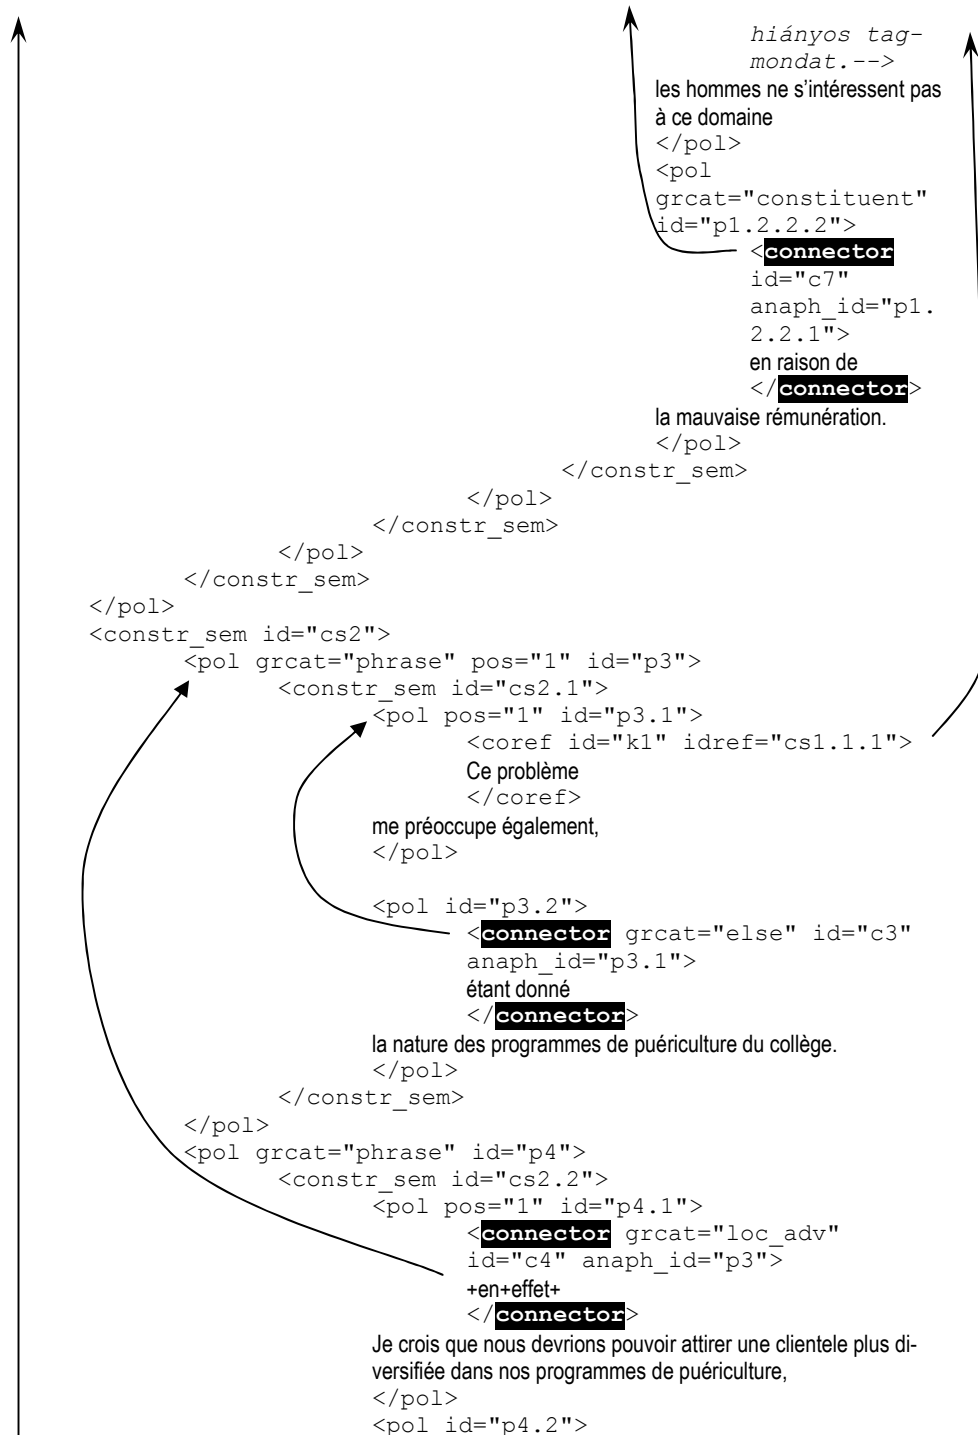 hiányos tag-
mondat.-->
les hommes ne s’intéressent pas
à ce domaine
</pol>
<pol
grcat="constituent"
id="p1.2.2.2">
<connector
id="c7"
anaph_id="p1.
2.2.1">
en raison de
</connector>
la mauvaise rémunération.
</pol>
</constr_sem>
</pol>
</constr_sem>
</pol>
</constr_sem>
</pol>
<constr_sem id="cs2">
<pol grcat="phrase" pos="1" id="p3">
<constr_sem id="cs2.1">
<pol pos="1" id="p3.1">
<coref id="k1" idref="cs1.1.1">
Ce problème
</coref>
me préoccupe également,
</pol>
<pol id="p3.2">
<connector grcat="else" id="c3"
anaph_id="p3.1">
étant donné
</connector>
la nature des programmes de puériculture du collège.
</pol>
</constr_sem>
</pol>
<pol grcat="phrase" id="p4">
<constr_sem id="cs2.2">
<pol pos="1" id="p4.1">
<connector grcat="loc_adv"
id="c4" anaph_id="p3">
+en+effet+
</connector>
Je crois que nous devrions pouvoir attirer une clientele plus di-
versifiée dans nos programmes de puériculture,
</pol>
<pol id="p4.2">